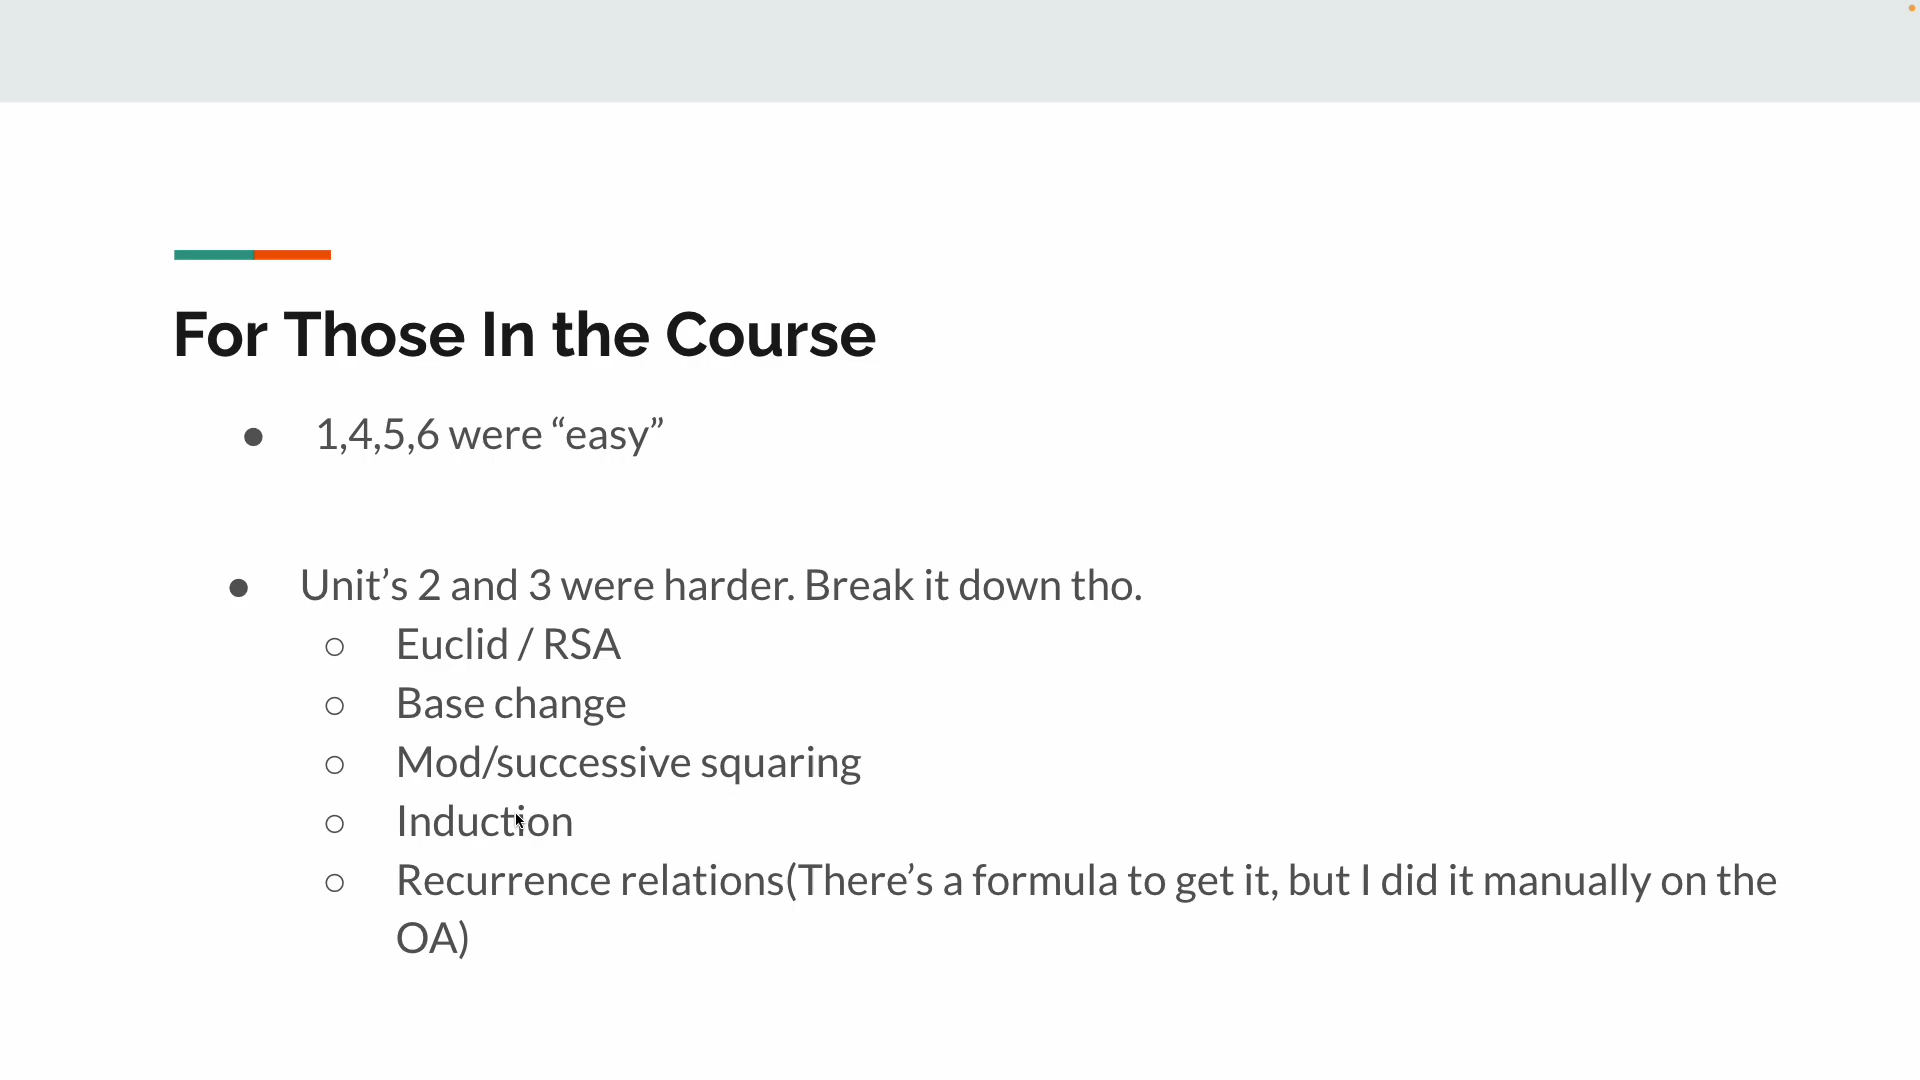 For Those In the Course
● 1,4,5,6 were “easy”
● Unit’s 2 and 3 were harder. Break it down tho.
○ Euclid / RSA
○ Base change
○ Mod/successive squaring
○ Induction
○ Recurrence relations(There’s a formula to get it, but I did it manually on the
OA)